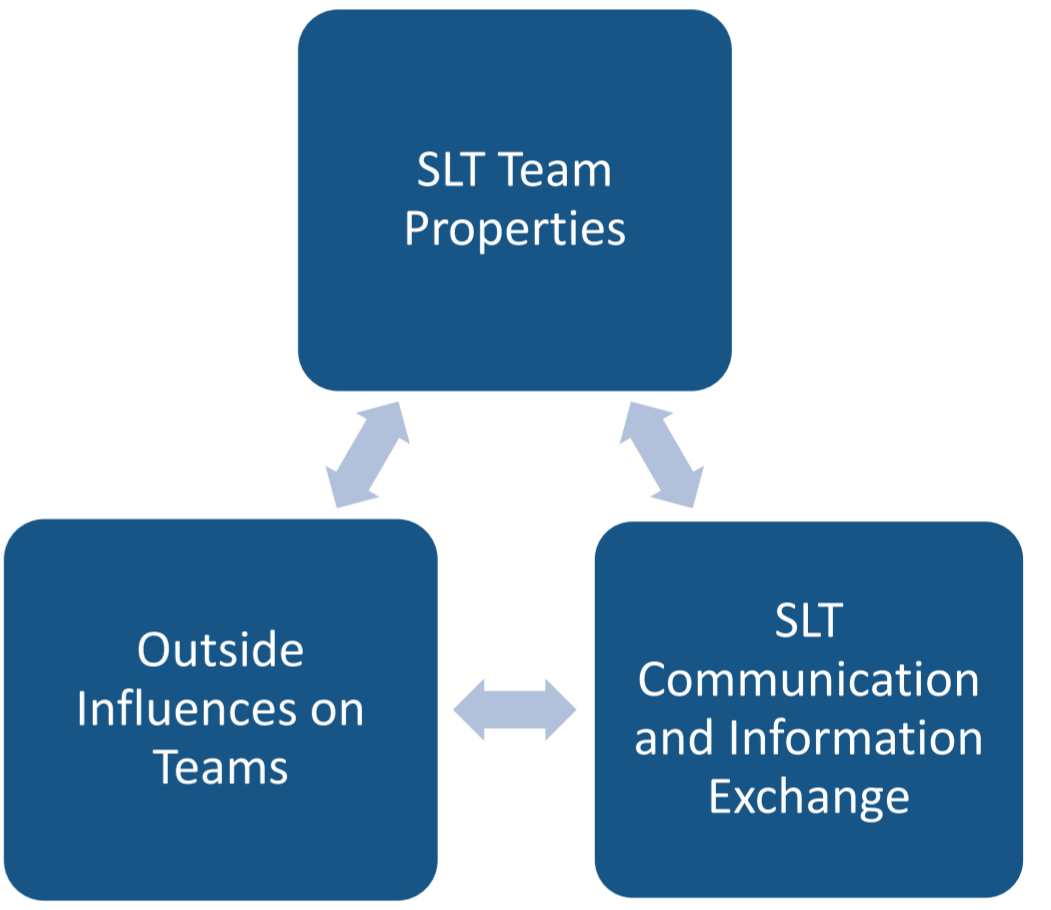 SLT Team
Properties
Outside
Influences on
Teams
SLT
Communication
and Information
Exchange